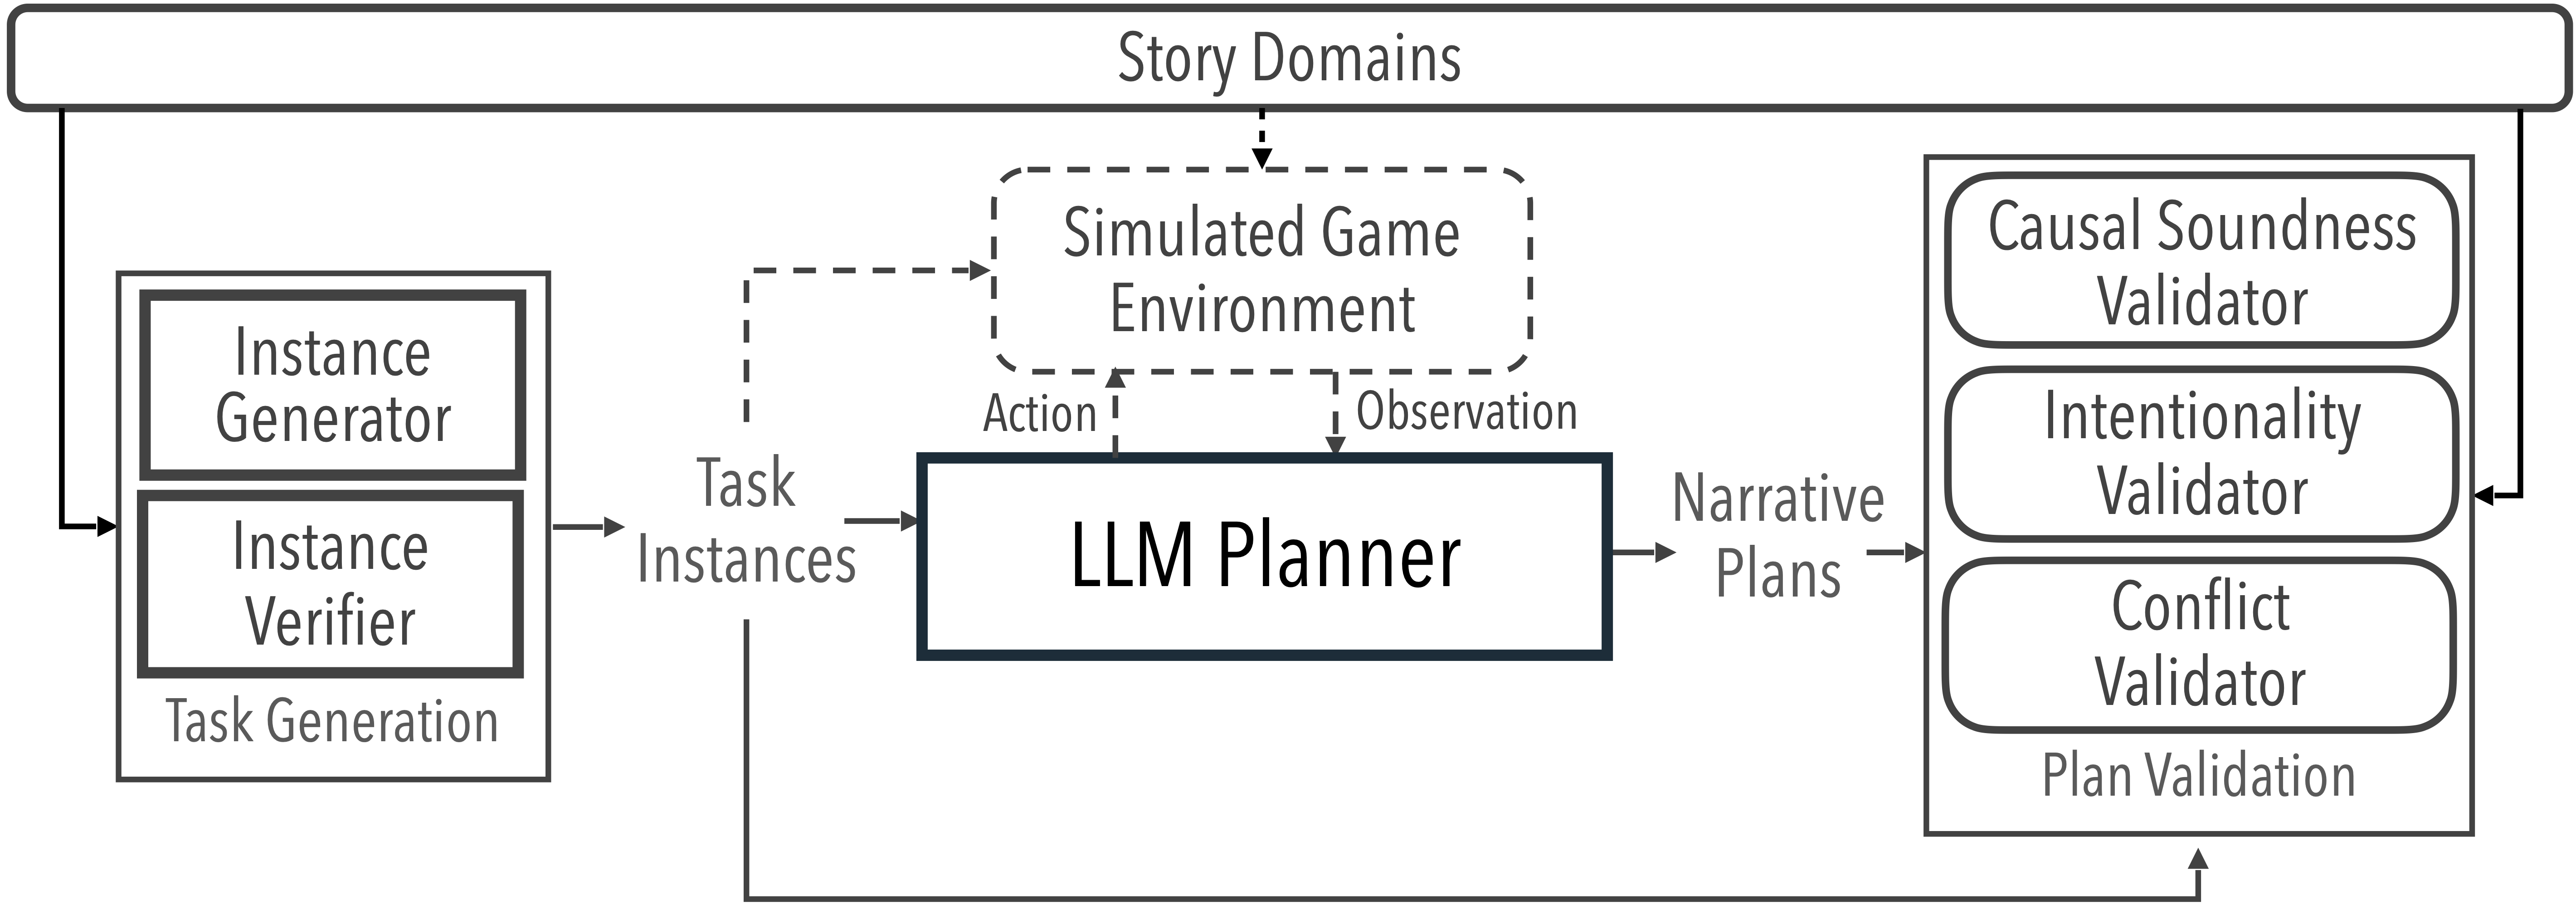 Story Domains
Instance
Generator
Instance
Verifier
Task Generation
Task
Instances
Simulated Game
Environment
Action
Observation
LLM Planner
Narrative
Plans
Causal Soundness
Validator
Intentionality
Validator
Conflict
Validator
Plan Validation